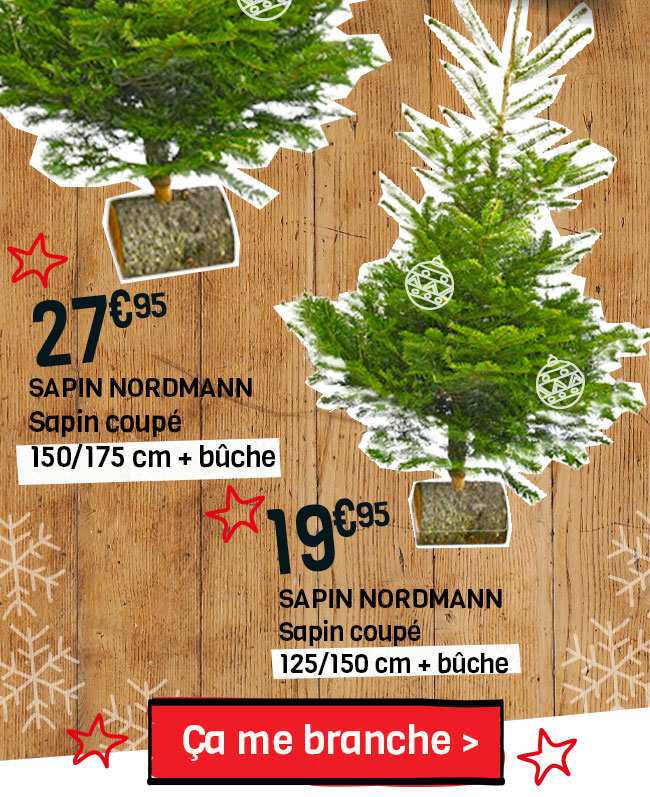 27€95
SAPIN NORDMANN
Sapin coupé
150/175 cm + bûche
19€95
SAPIN NORDMANN
Sapin coupé
125/150 cm + bûche
Ça me branche >